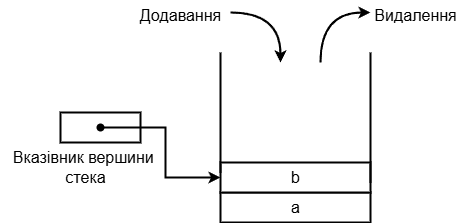 Додавання
Видалення
Вказівник вершини
стека
b
a